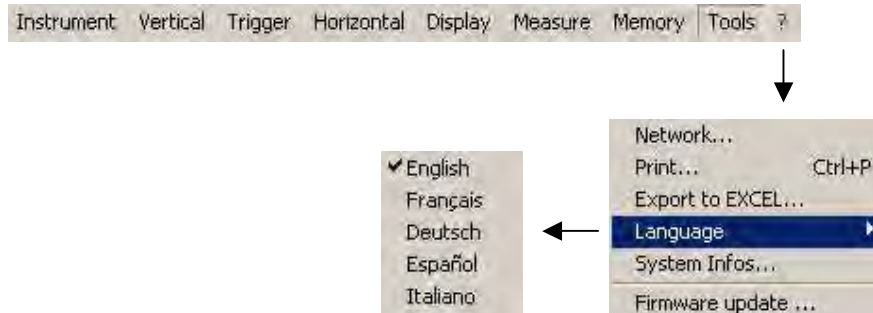 Instrument Vertical Trigger Horizontal Display Measure Memory Tools ?
Network...
Print... Ctrl+P
Export to EXCEL...
Language
System Infos...
Firmware update ...
✔English
Français
Deutsch
Español
Italiano